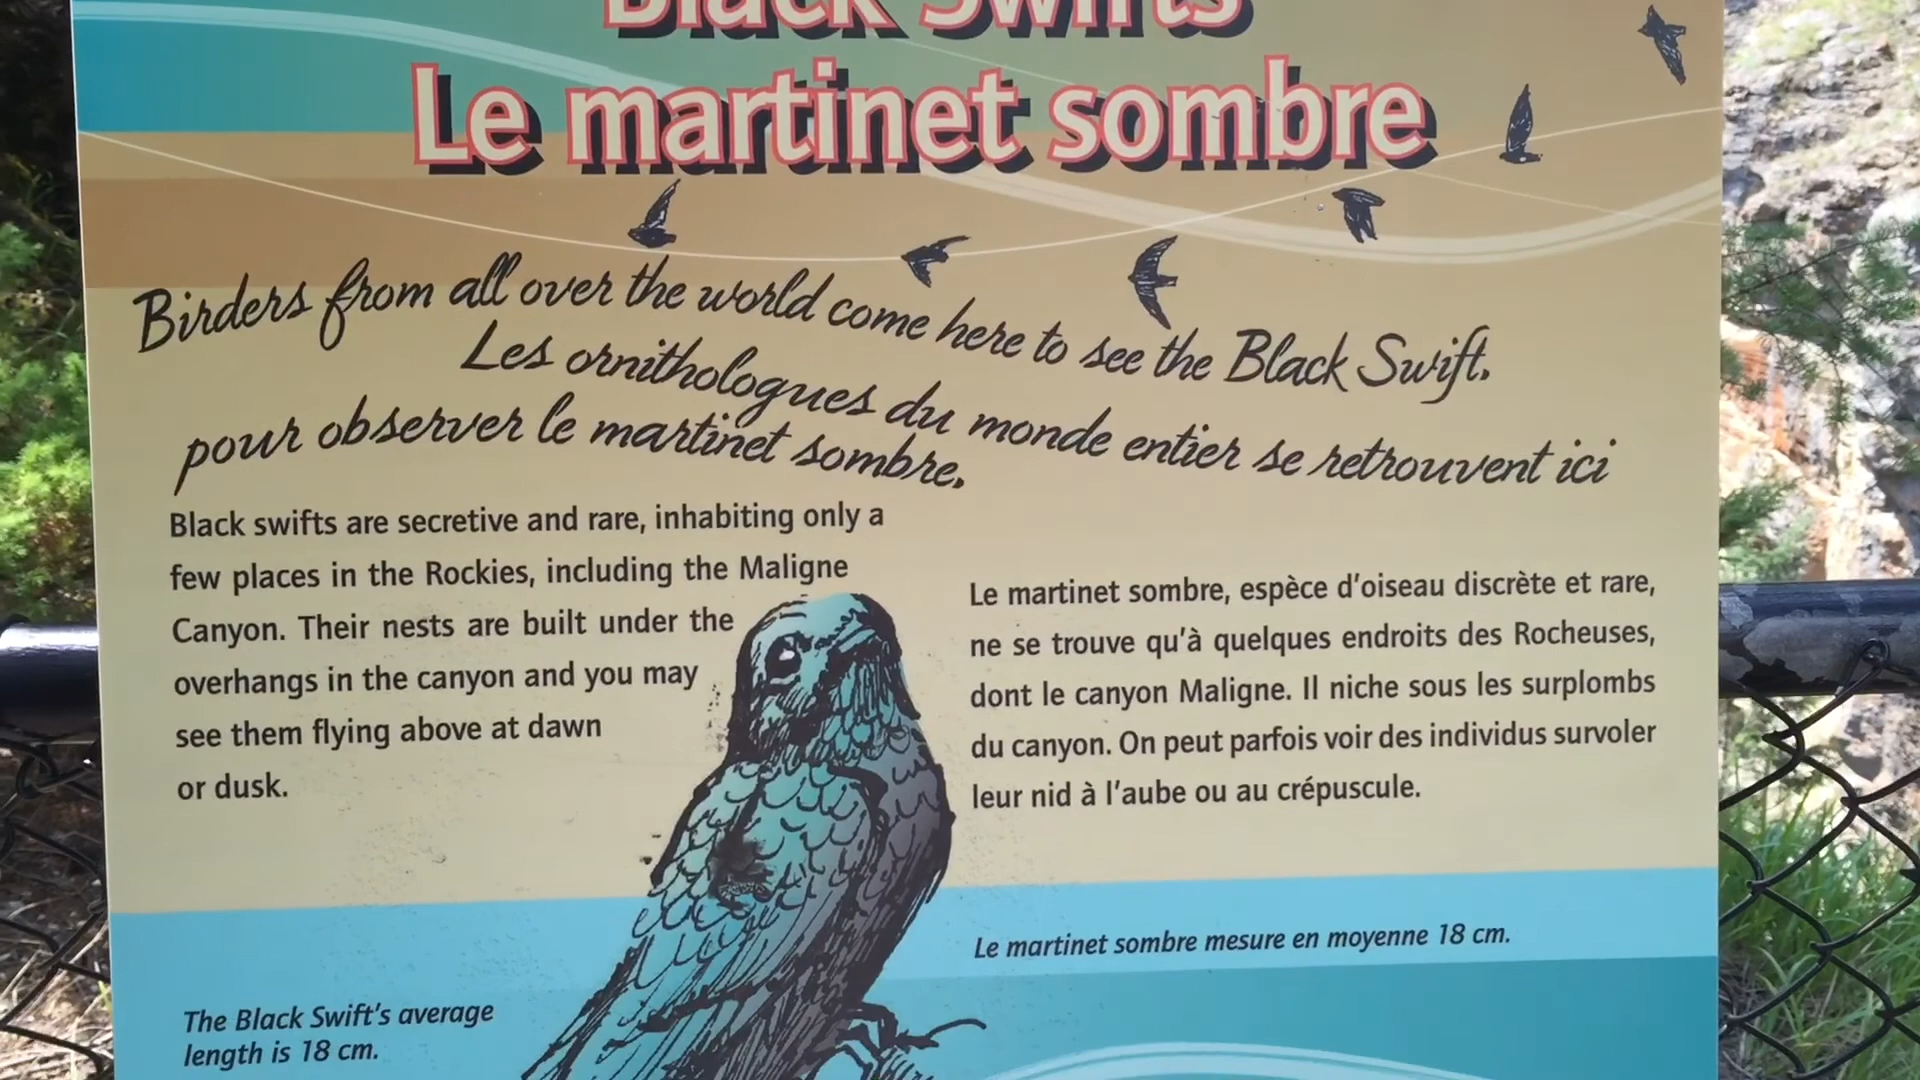 Black Swifts
Le martinet sombre
Birders from all over the world come here to see the Black Swift.
Les ornithologues du monde entier se retrouvent ici
pour observer le martinet sombre.
Black swifts are secretive and rare, inhabiting only a
few places in the Rockies, including the Maligne
Canyon. Their nests are built under the
overhangs in the canyon and you may
see them flying above at dawn
or dusk.
Le martinet sombre, espèce d'oiseau discrète et rare,
ne se trouve qu'à quelques endroits des Rocheuses,
dont le canyon Maligne. Il niche sous les surplombs
du canyon. On peut parfois voir des individus survoler
leur nid à l'aube ou au crépuscule.
Le martinet sombre mesure en moyenne 18 cm.
The Black Swift's average
length is 18 cm.